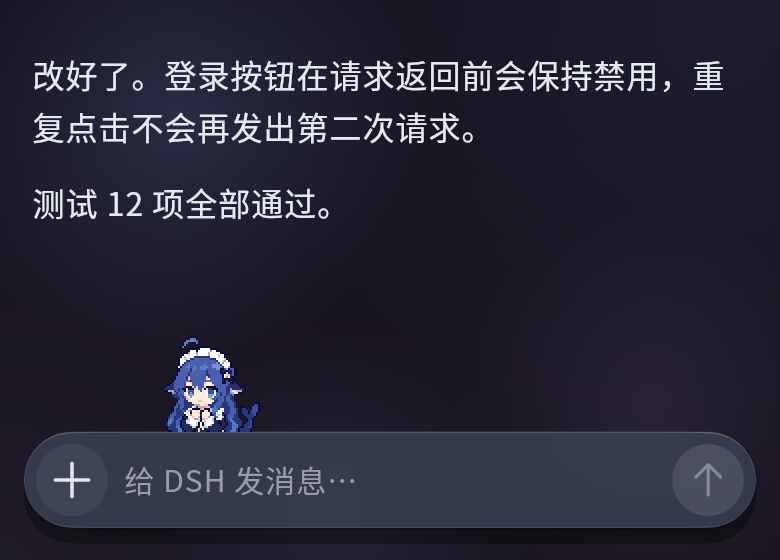 改好了。登录按钮在请求返回前会保持禁用，重
复点击不会再发出第二次请求。
测试 12 项全部通过。
给 DSH 发消息…